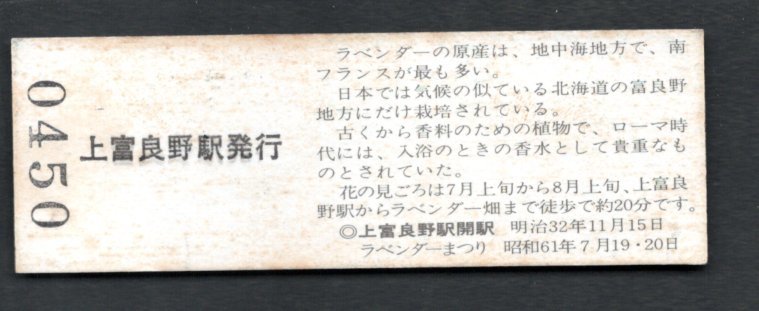 0450
上富良野駅発行
ラベンダーの原産は、地中海地方で、南
フランスが最も多い。
日本では気候の似ている北海道の富良野
地方にだけ栽培されている。
古くから香料のための植物で、ローマ時
代には、入浴のときの香水として貴重なも
のとされていた。
花の見ごろは7月上旬から8月上旬、上富良
野駅からラベンダー畑まで徒歩で約20分です。
◎上富良野駅開駅 明治32年11月15日
ラベンダーまつり 昭和61年7月19・20日